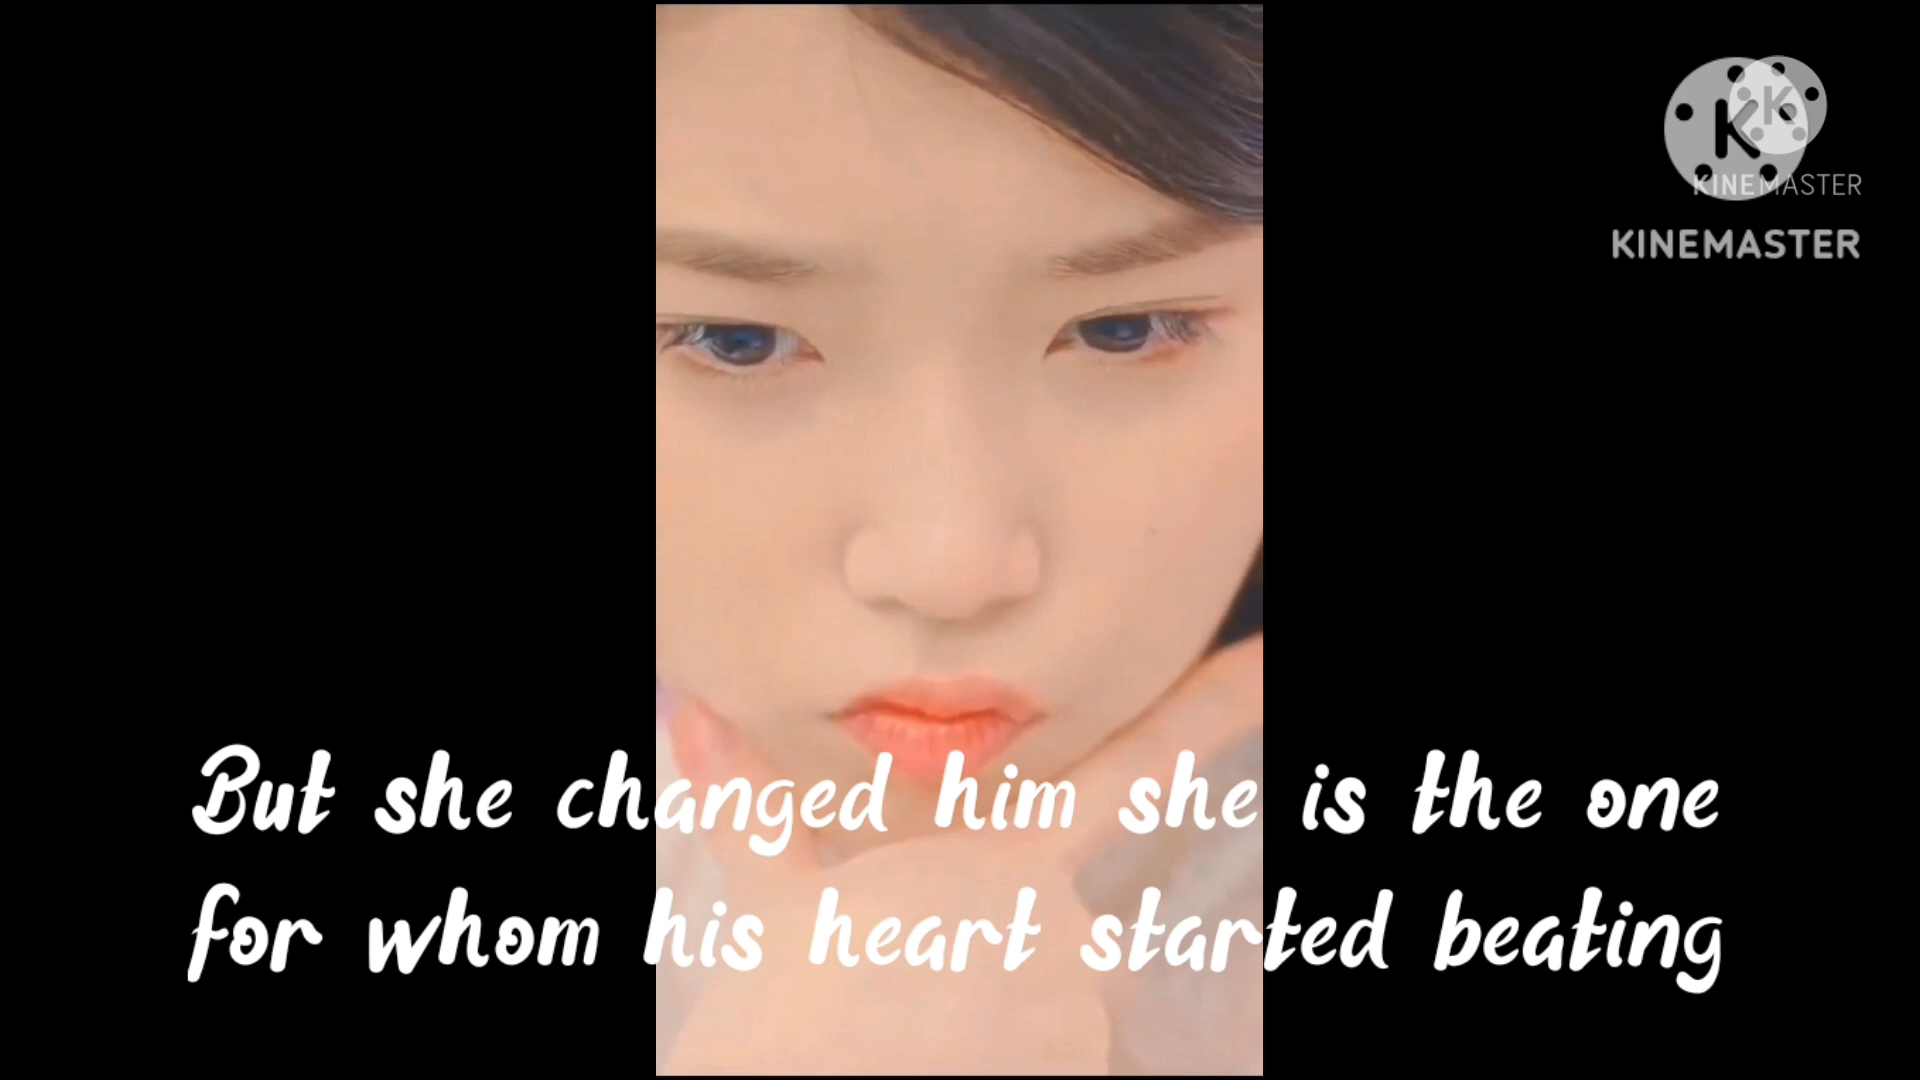 K
K
KINEMASTER
KINEMASTER
But she changed him she is the one
for whom his heart started beating